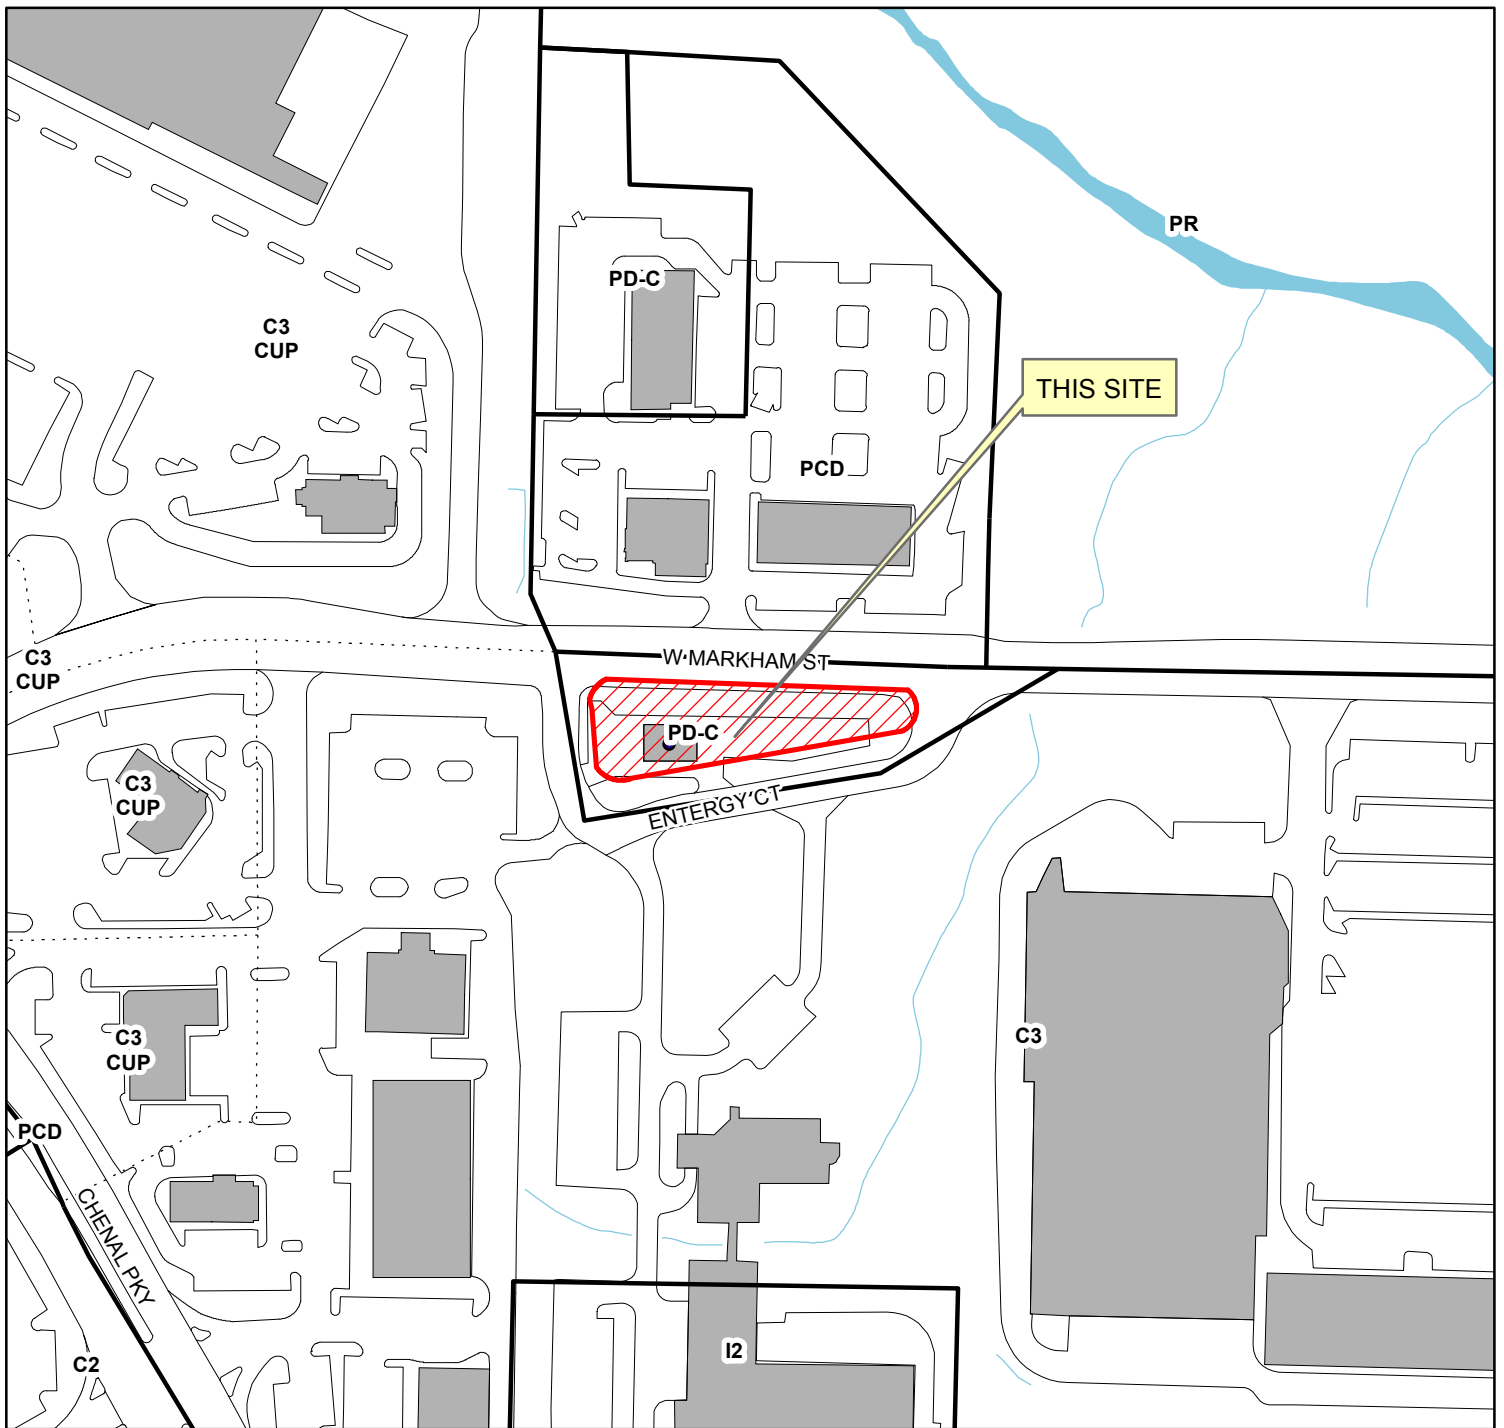 PR
PD-C
C3
CUP
THIS SITE
PCD
W MARKHAM ST
C3
CUP
PD-C
C3
CUP
ENTERGY CT
C3
CUP
C3
PCD
CHENAL PKY
I2
C2